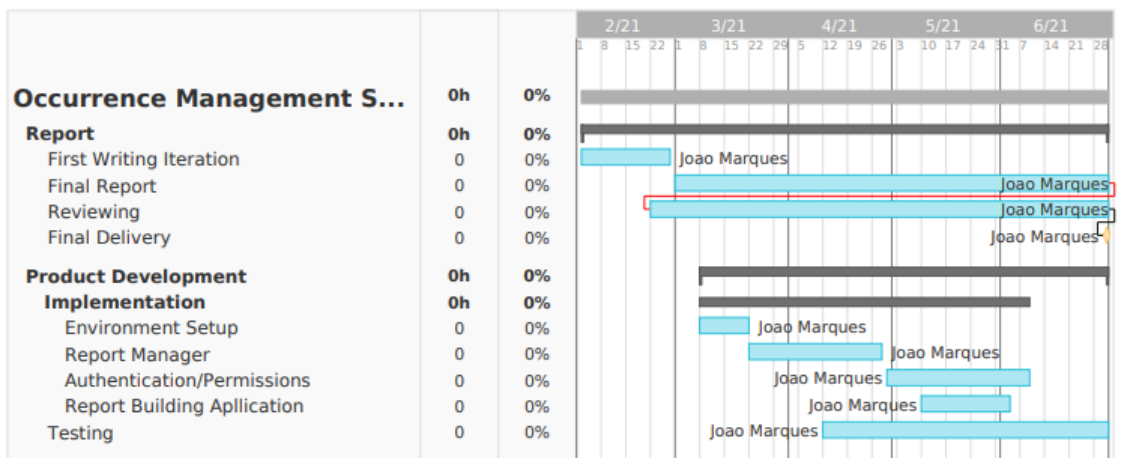 2/21 3/21 4/21 5/21 6/21
1 8 15 22 1 8 15 22 29 5 12 19 26 3 10 17 24 31 7 14 21 28
Occurrence Management S... 0h 0%
Report 0h 0%
First Writing Iteration 0 0% Joao Marques
Final Report 0 0% Joao Marques
Reviewing 0 0% Joao Marques
Final Delivery 0 0% Joao Marques
Product Development 0h 0%
Implementation 0h 0%
Environment Setup 0 0% Joao Marques
Report Manager 0 0% Joao Marques
Authentication/Permissions 0 0% Joao Marques
Report Building Apllication 0 0% Joao Marques
Testing 0 0% Joao Marques